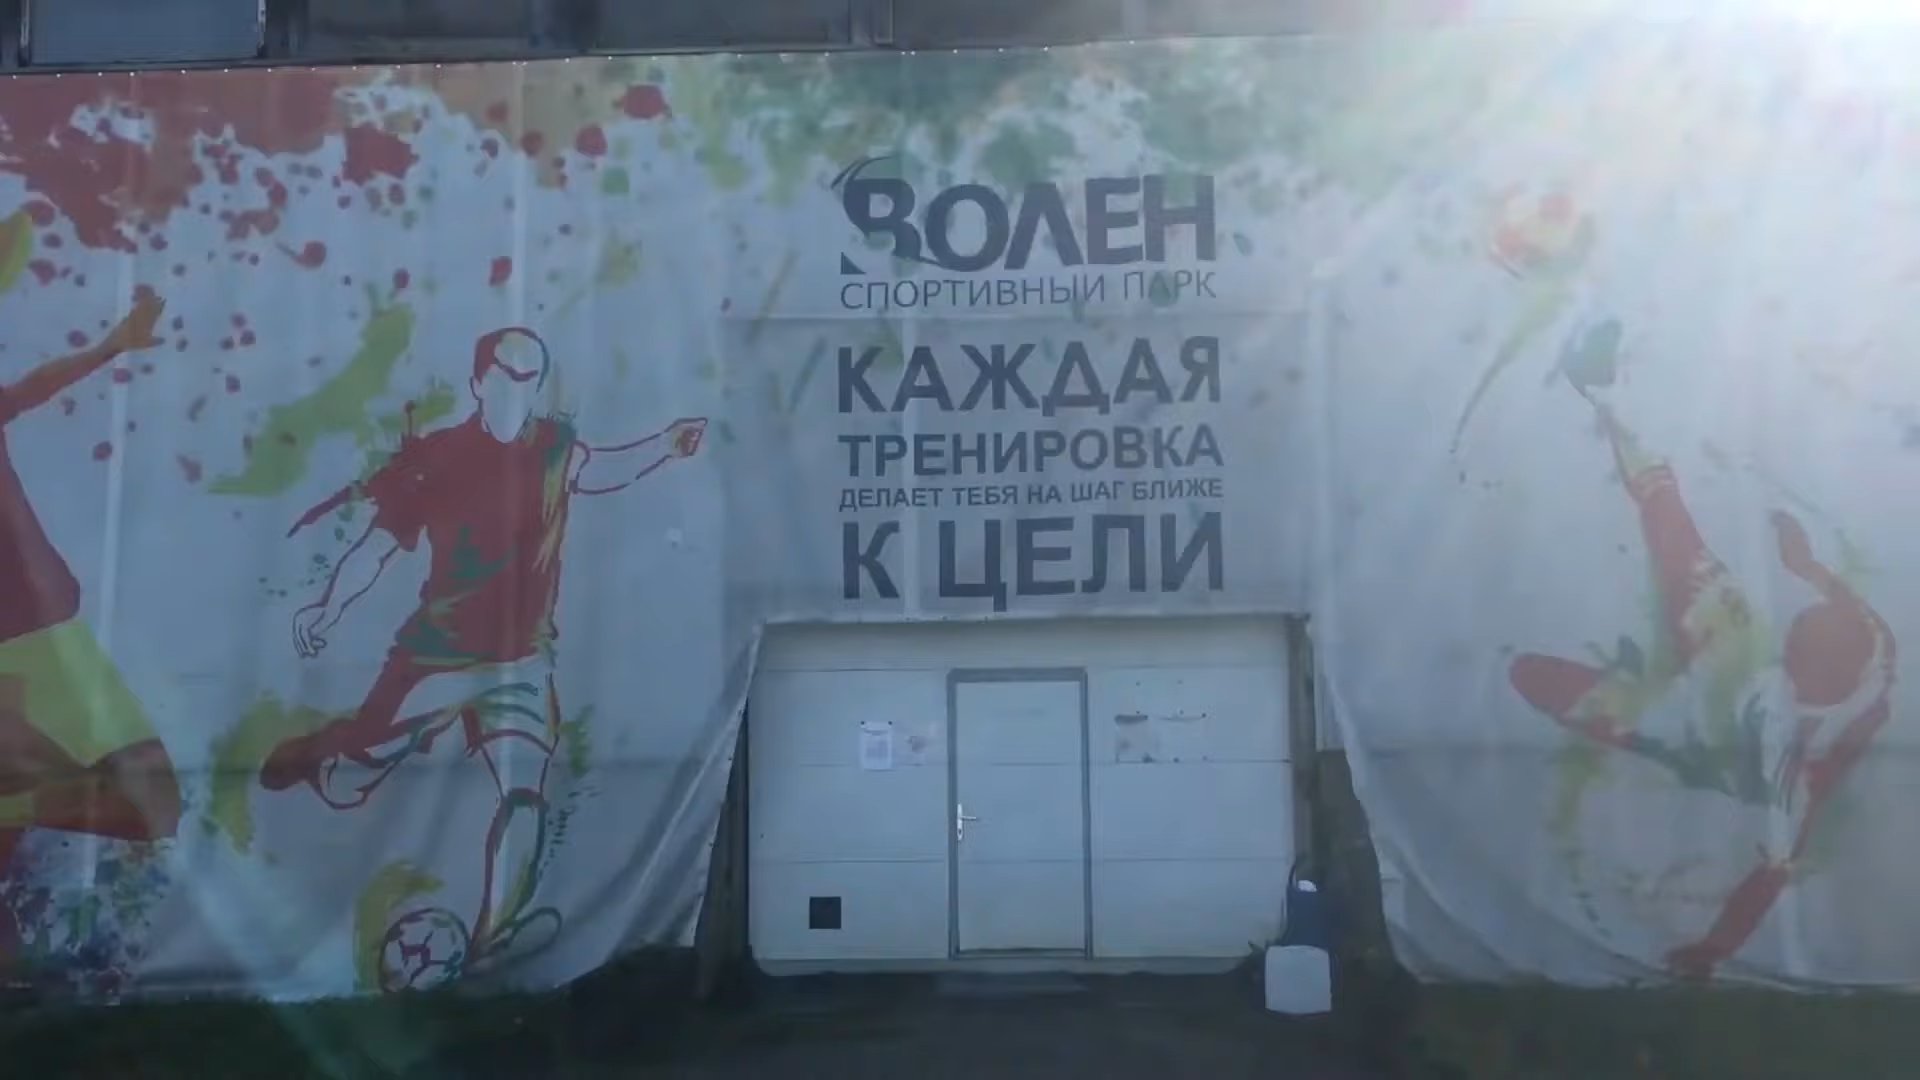 ВОЛЕН
СПОРТИВНЫЙ ПАРК
КАЖДАЯ
ТРЕНИРОВКА
ДЕЛАЕТ ТЕБЯ НА ШАГ БЛИЖЕ
К ЦЕЛИ